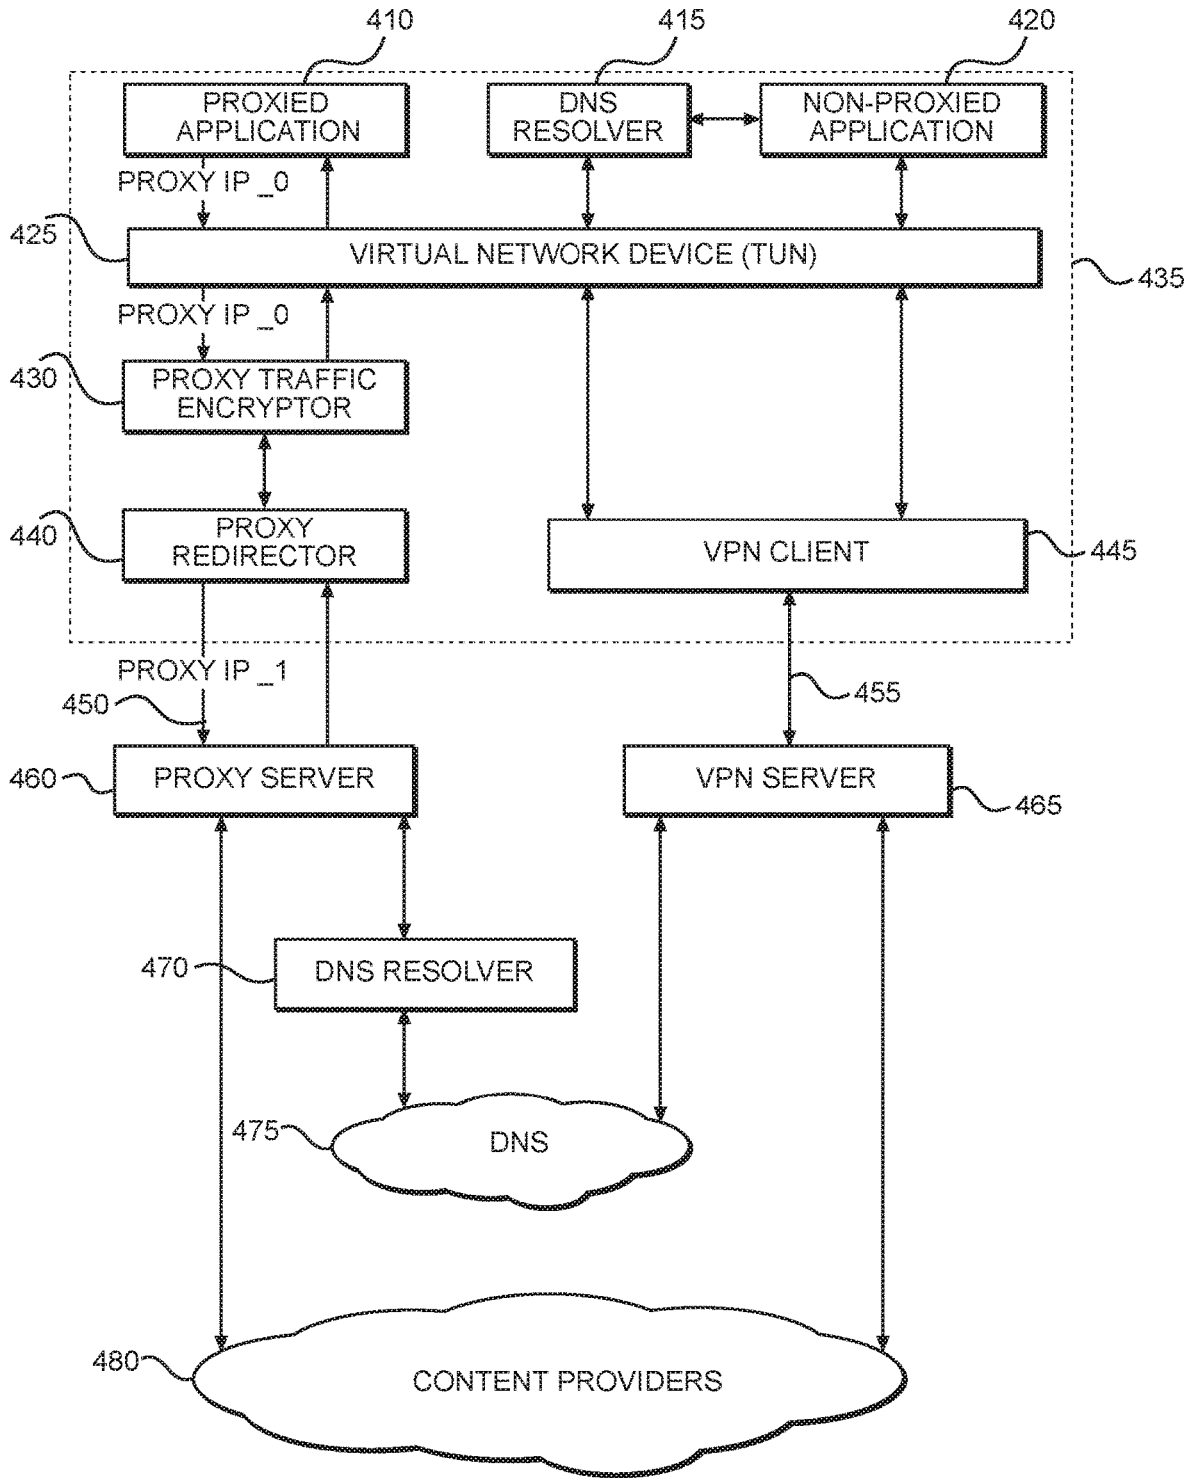 410
415
420
PROXIED
APPLICATION
DNS
RESOLVER
NON-PROXIED
APPLICATION
PROXY IP _0
425
VIRTUAL NETWORK DEVICE (TUN)
435
PROXY IP _0
430
PROXY TRAFFIC
ENCRYPTOR
440
PROXY
REDIRECTOR
VPN CLIENT
445
PROXY IP _1
450
455
460
PROXY SERVER
VPN SERVER
465
470
DNS RESOLVER
475
DNS
480
CONTENT PROVIDERS